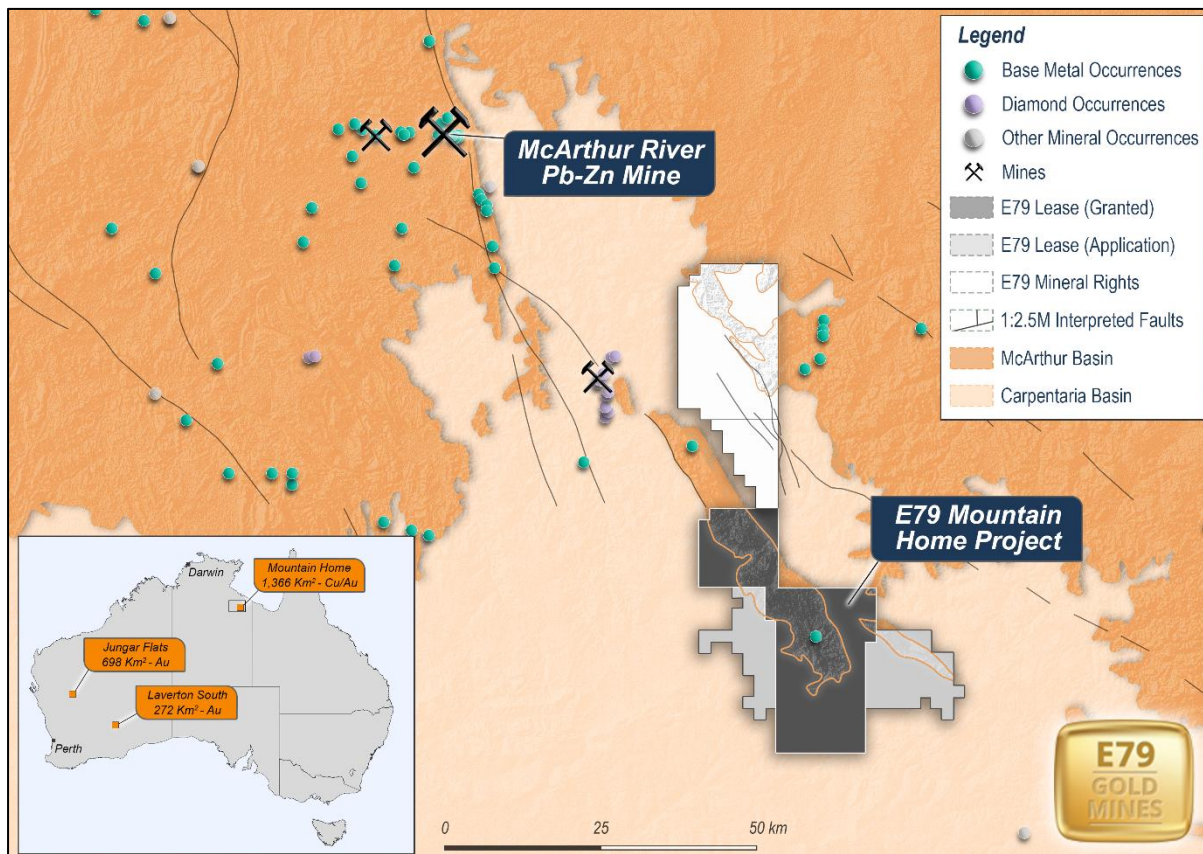 McArthur River
Pb-Zn Mine
E79 Mountain
Home Project
Legend
Base Metal Occurrences
Diamond Occurrences
Other Mineral Occurrences
Mines
E79 Lease (Granted)
E79 Lease (Application)
E79 Mineral Rights
1:2.5M Interpreted Faults
McArthur Basin
Carpentaria Basin
Darwin
Mountain Home
1,366 Km² - Cu/Au
Jungar Flats
698 Km² - Au
Laverton South
272 Km² - Au
Perth
0 25 50 km
E79
GOLD
MINES